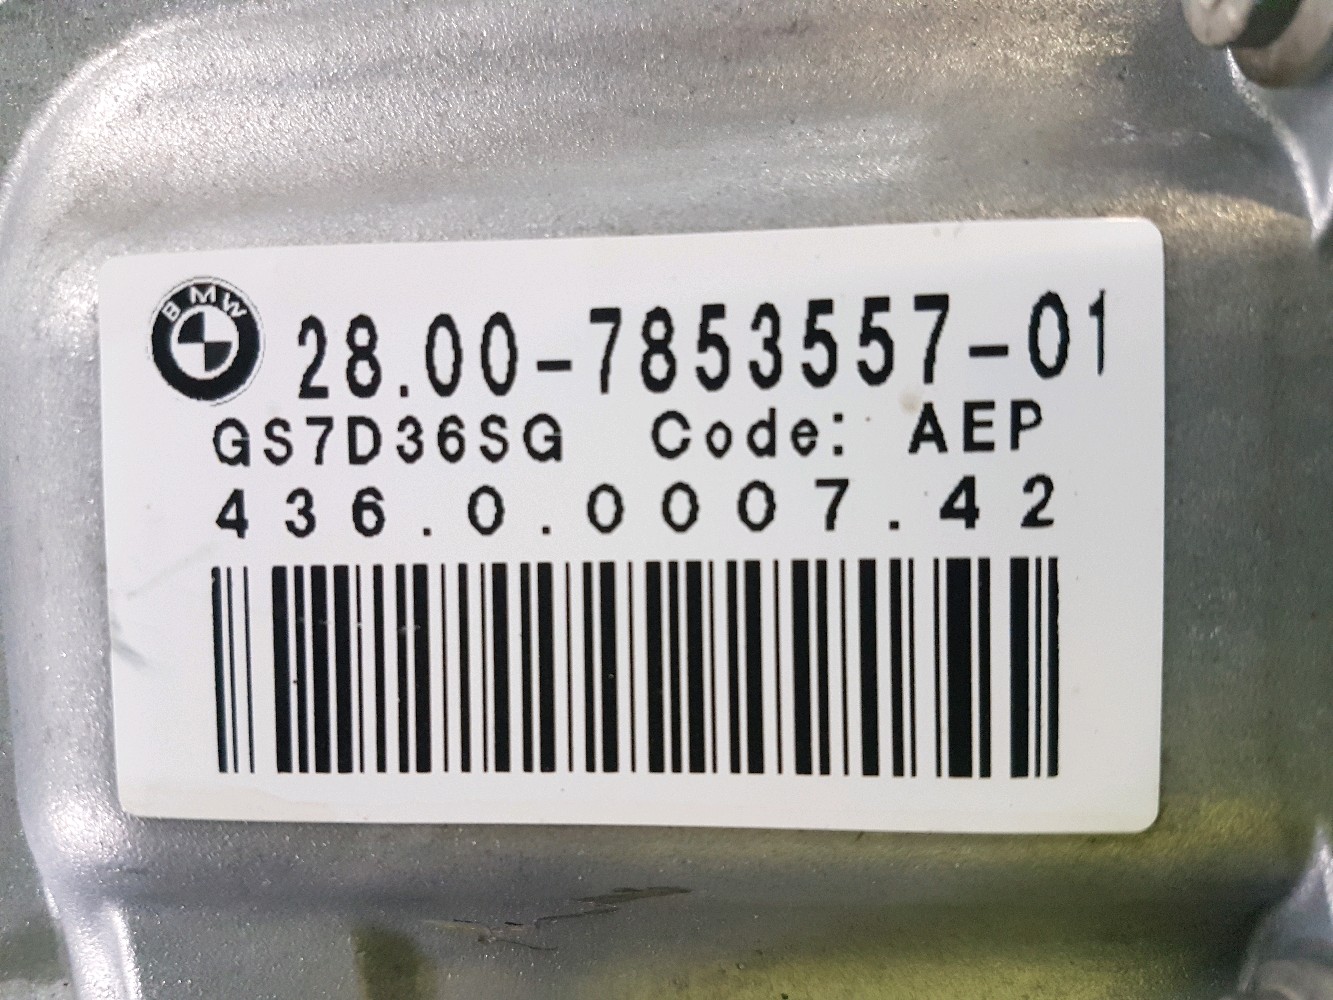 BMW
28.00-7853557-01
GS7D36SG Code: AEP
436.0.0007.42